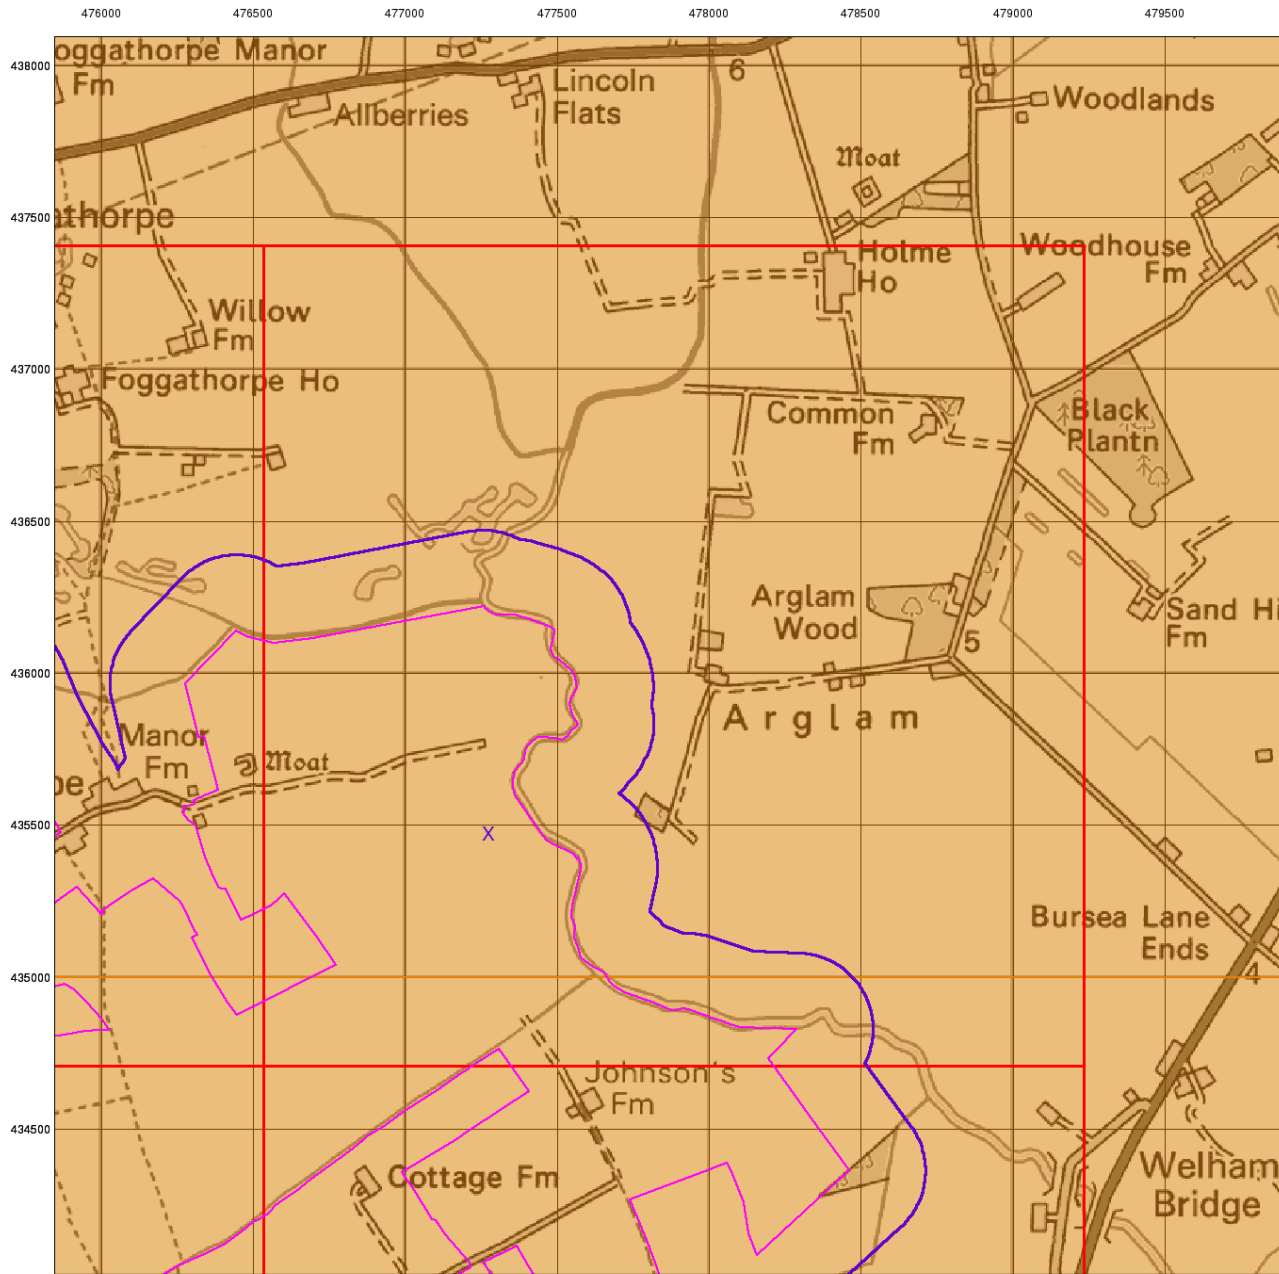 476000 476500 477000 477500 478000 478500 479000 479500
438000
437500
437000
436500
436000
435500
435000
434500
oggathorpe Manor
Fm
Allberries
Lincoln
Flats
6
Woodlands
Moat
athorpe
Holme
Ho
Woodhouse
Fm
Willow
Fm
Foggathorpe Ho
Common
Fm
Black
Plantn
Arglam
Wood
5
Sand Hi
Fm
Arglam
Manor
Fm
Moat
pe
X
Bursea Lane
Ends
4
Johnson's
Fm
Cottage Fm
Welham
Bridge